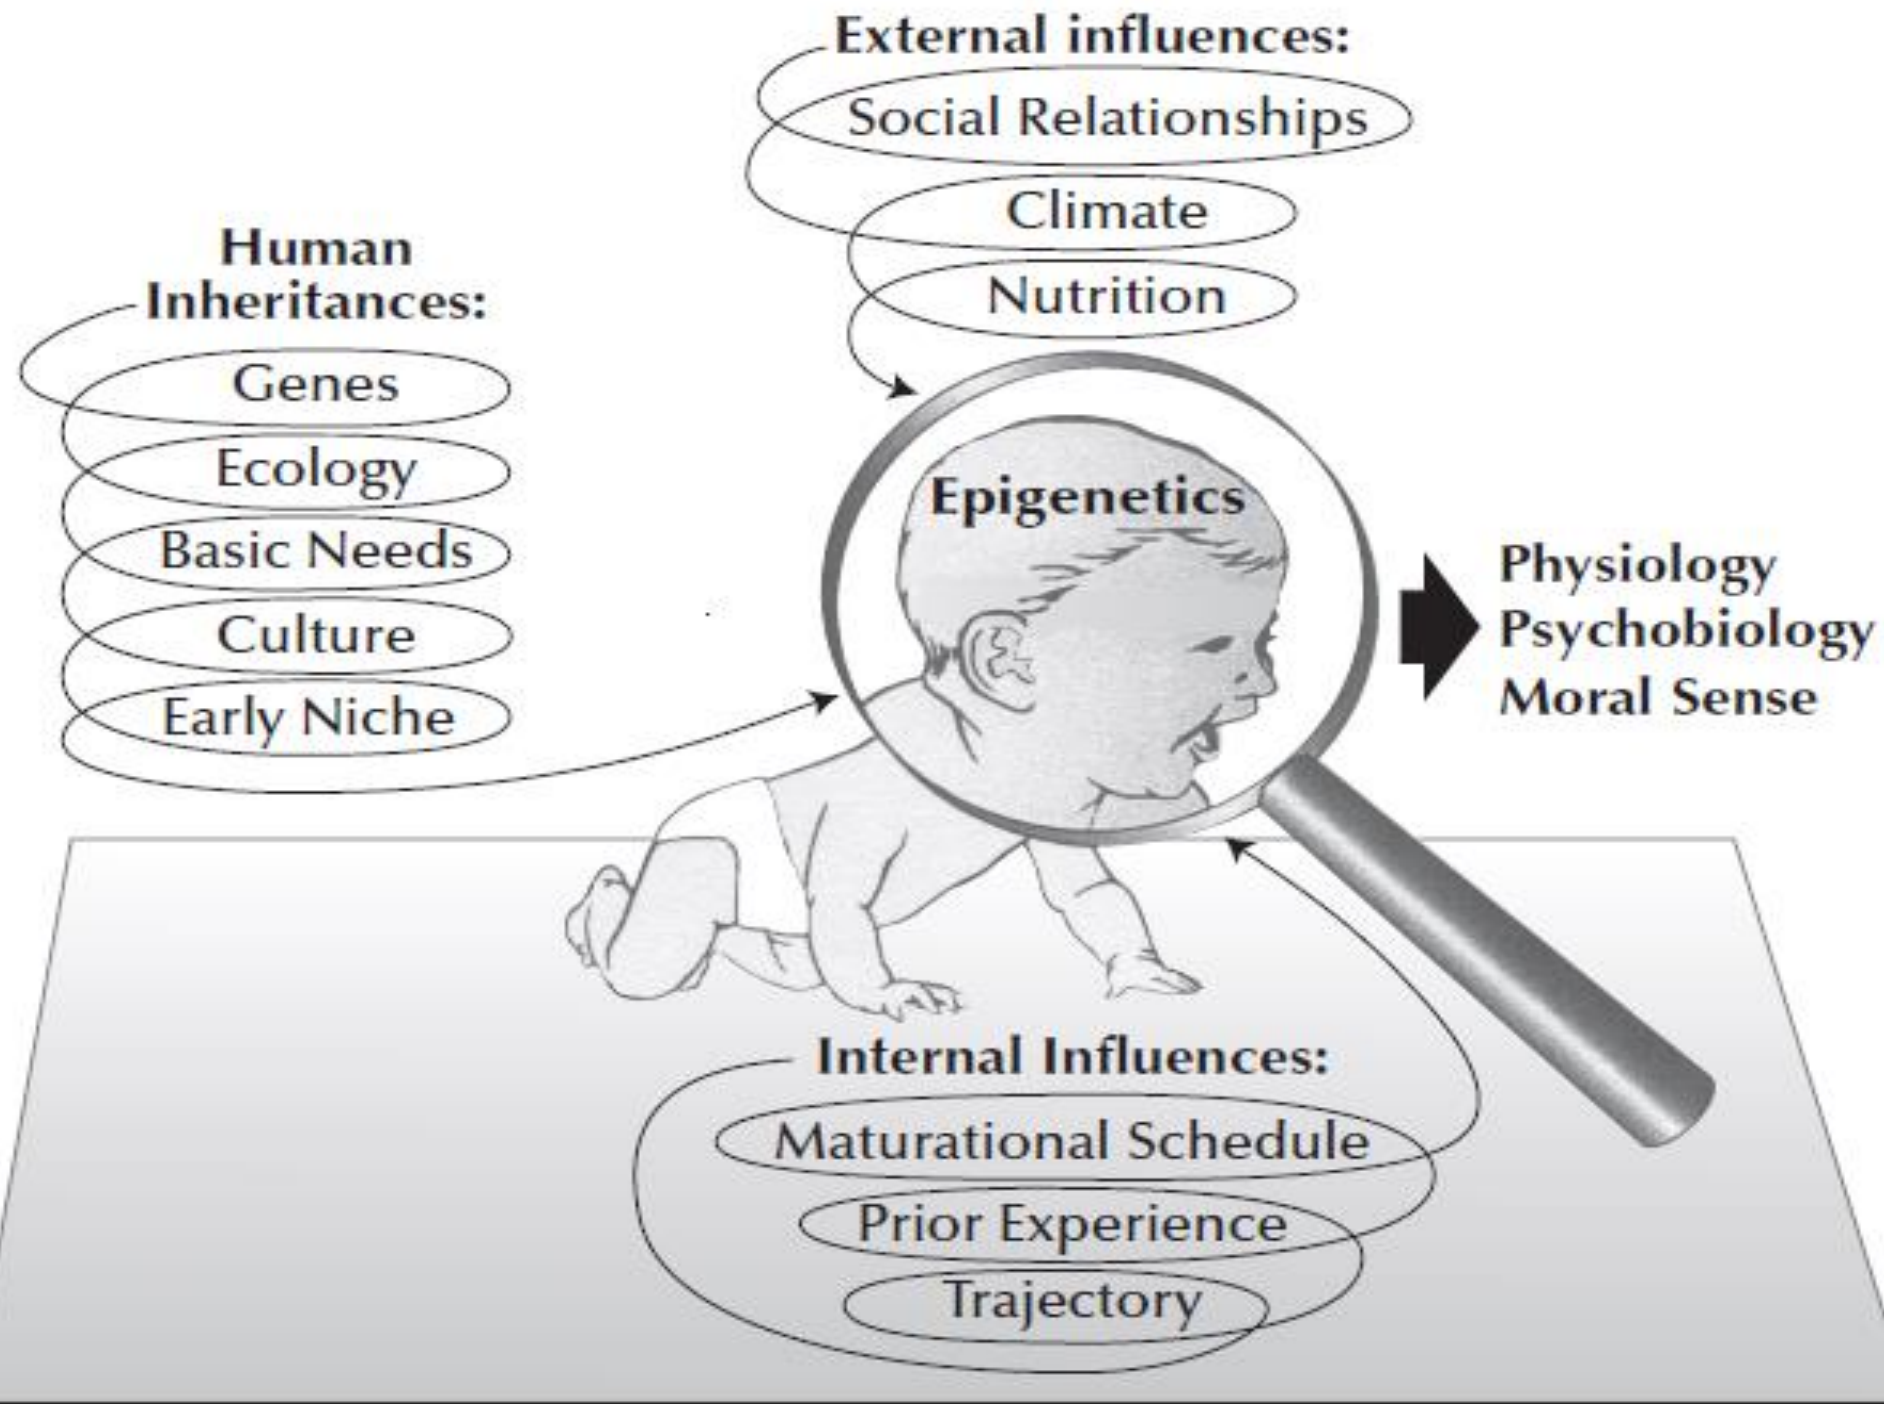 External influences:
Social Relationships
Climate
Nutrition
Human
Inheritances:
Genes
Ecology
Basic Needs
Culture
Early Niche
Epigenetics
Physiology
Psychobiology
Moral Sense
Internal Influences:
Maturational Schedule
Prior Experience
Trajectory